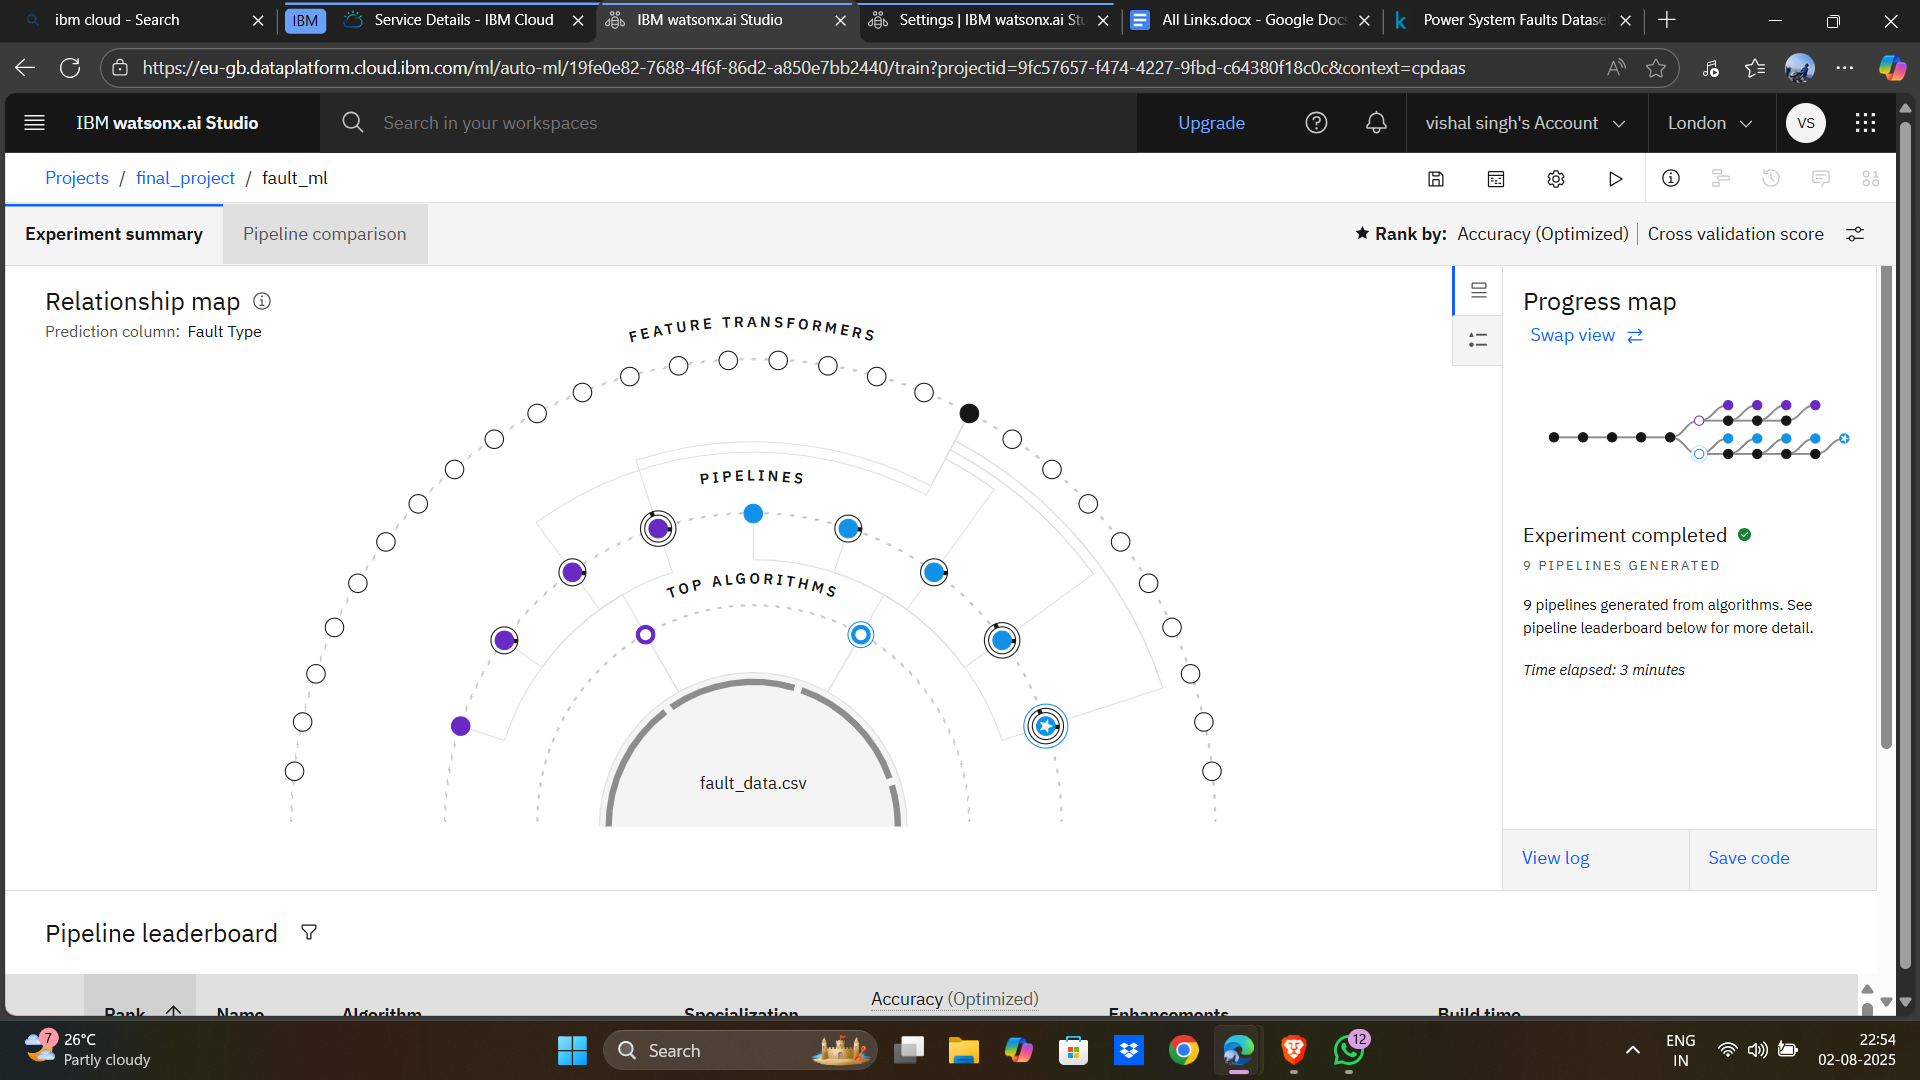 ibm cloud - Search
IBM
Service Details - IBM Cloud
IBM watsonx.ai Studio
Settings | IBM watsonx.ai Stu
All Links.docx - Google Docs
Power System Faults Dataset
https://eu-gb.dataplatform.cloud.ibm.com/ml/auto-ml/19fe0e82-7688-4f6f-86d2-a850e7bb2440/train?projectid=9fc57657-f474-4227-9fbd-c64380f18c0c&context=cpdaas
IBM watsonx.ai Studio
Search in your workspaces
Upgrade
vishal singh's Account
London
VS
Projects / final_project / fault_ml
Experiment summary
Pipeline comparison
Rank by: Accuracy (Optimized) | Cross validation score
Relationship map
Prediction column: Fault Type
FEATURE TRANSFORMERS
PIPELINES
TOP ALGORITHMS
fault_data.csv
Progress map
Swap view
Experiment completed
9 PIPELINES GENERATED
9 pipelines generated from algorithms. See
pipeline leaderboard below for more detail.
Time elapsed: 3 minutes
View log
Save code
Pipeline leaderboard
Rank
Name
Algorithm
Specialization
Accuracy (Optimized)
Enhancements
Build time
7
26°C
Partly cloudy
Search
12
ENG
IN
22:54
02-08-2025